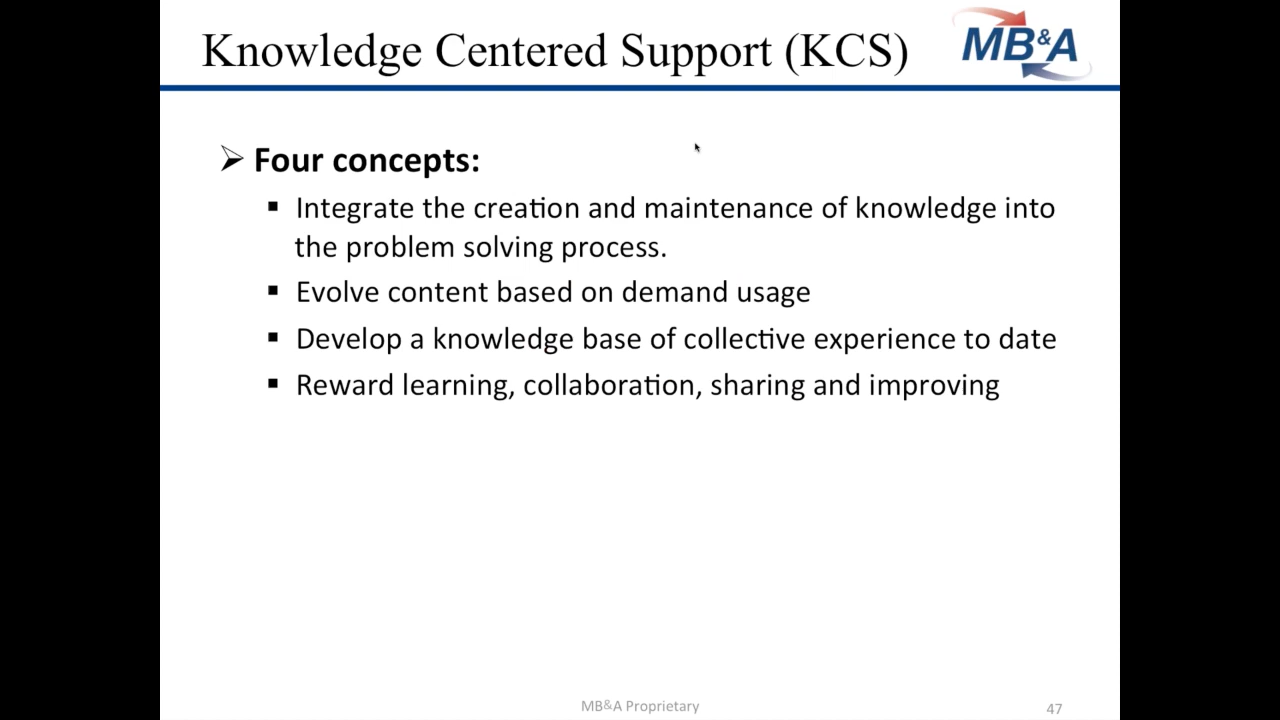 Knowledge Centered Support (KCS)
MB&A
Four concepts:
Integrate the creation and maintenance of knowledge into
the problem solving process.
Evolve content based on demand usage
Develop a knowledge base of collective experience to date
Reward learning, collaboration, sharing and improving
MB&A Proprietary
47